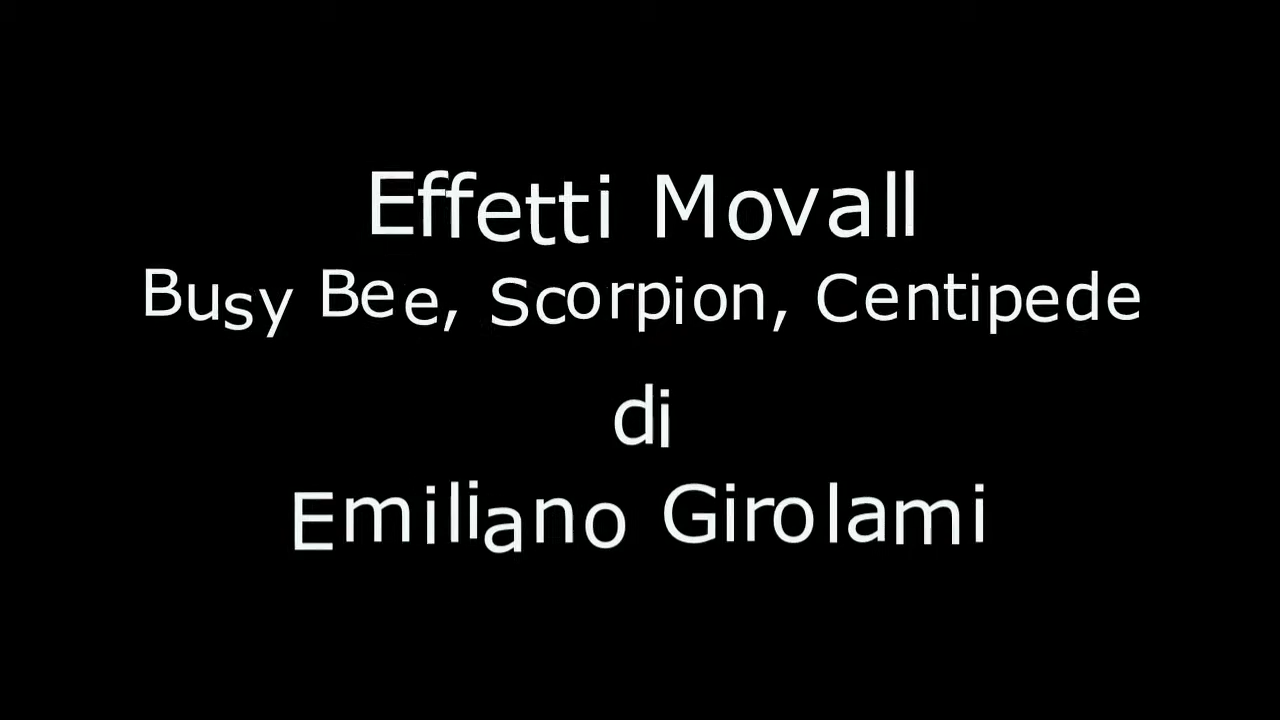 Effetti Movall
Busy Bee, Scorpion, Centipede
di
Emiliano Girolami